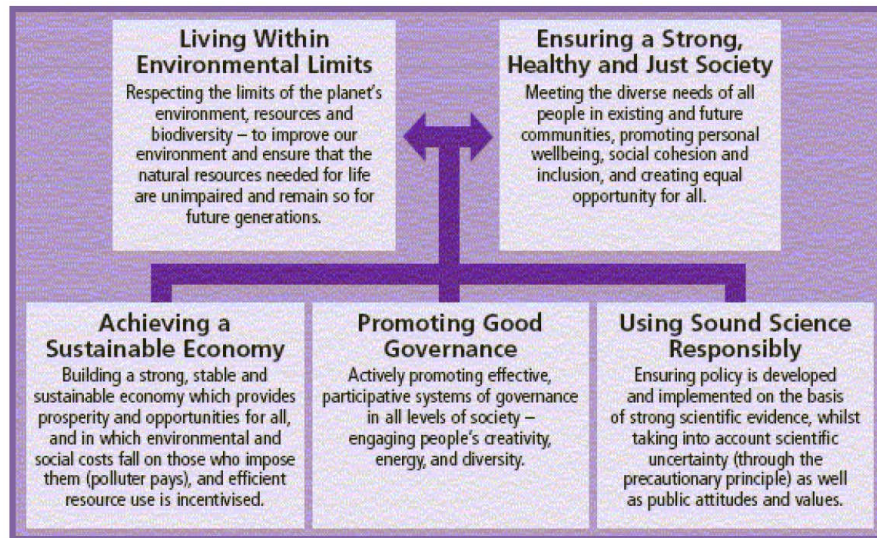 Living Within
Environmental Limits
Respecting the limits of the planet's
environment, resources and
biodiversity – to improve our
environment and ensure that the
natural resources needed for life
are unimpaired and remain so for
future generations.
Ensuring a Strong,
Healthy and Just Society
Meeting the diverse needs of all
people in existing and future
communities, promoting personal
wellbeing, social cohesion and
inclusion, and creating equal
opportunity for all.
Achieving a
Sustainable Economy
Building a strong, stable and
sustainable economy which provides
prosperity and opportunities for all,
and in which environmental and
social costs fall on those who impose
them (polluter pays), and efficient
resource use is incentivised.
Promoting Good
Governance
Actively promoting effective,
participative systems of governance
in all levels of society –
engaging people's creativity,
energy, and diversity.
Using Sound Science
Responsibly
Ensuring policy is developed
and implemented on the basis
of strong scientific evidence, whilst
taking into account scientific
uncertainty (through the
precautionary principle) as well
as public attitudes and values.